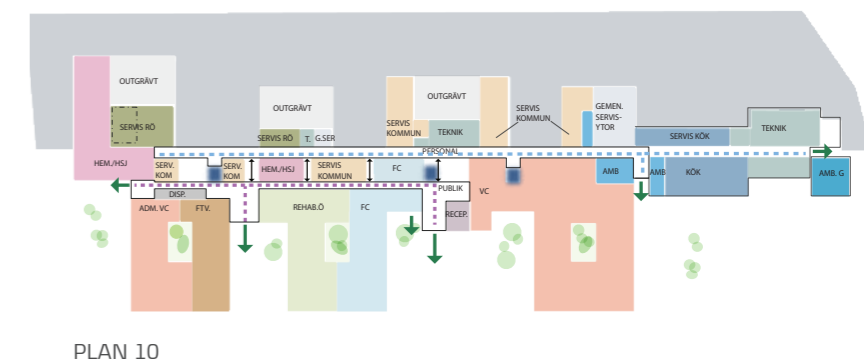 OUTGRÄVT
OUTGRÄVT
OUTGRÄVT
GEMEN.
SERVIS-
YTOR
SERVIS
KOMMUN
SERVIS RÖ
SERVIS RÖ
T.
G.SER
SERVIS
KOMMUN
TEKNIK
SERVIS KÖK
TEKNIK
PERSONAL
HEM./HSJ
SERV.
KOM
SERV.
KOM
HEM./HSJ
SERVIS
KOMMUN
FC
AMB
AMB
KÖK
AMB. G
PUBLIK
VC
DISP.
ADM. VC
FTV.
REHAB.Ö
FC
RECEP.
PLAN 10